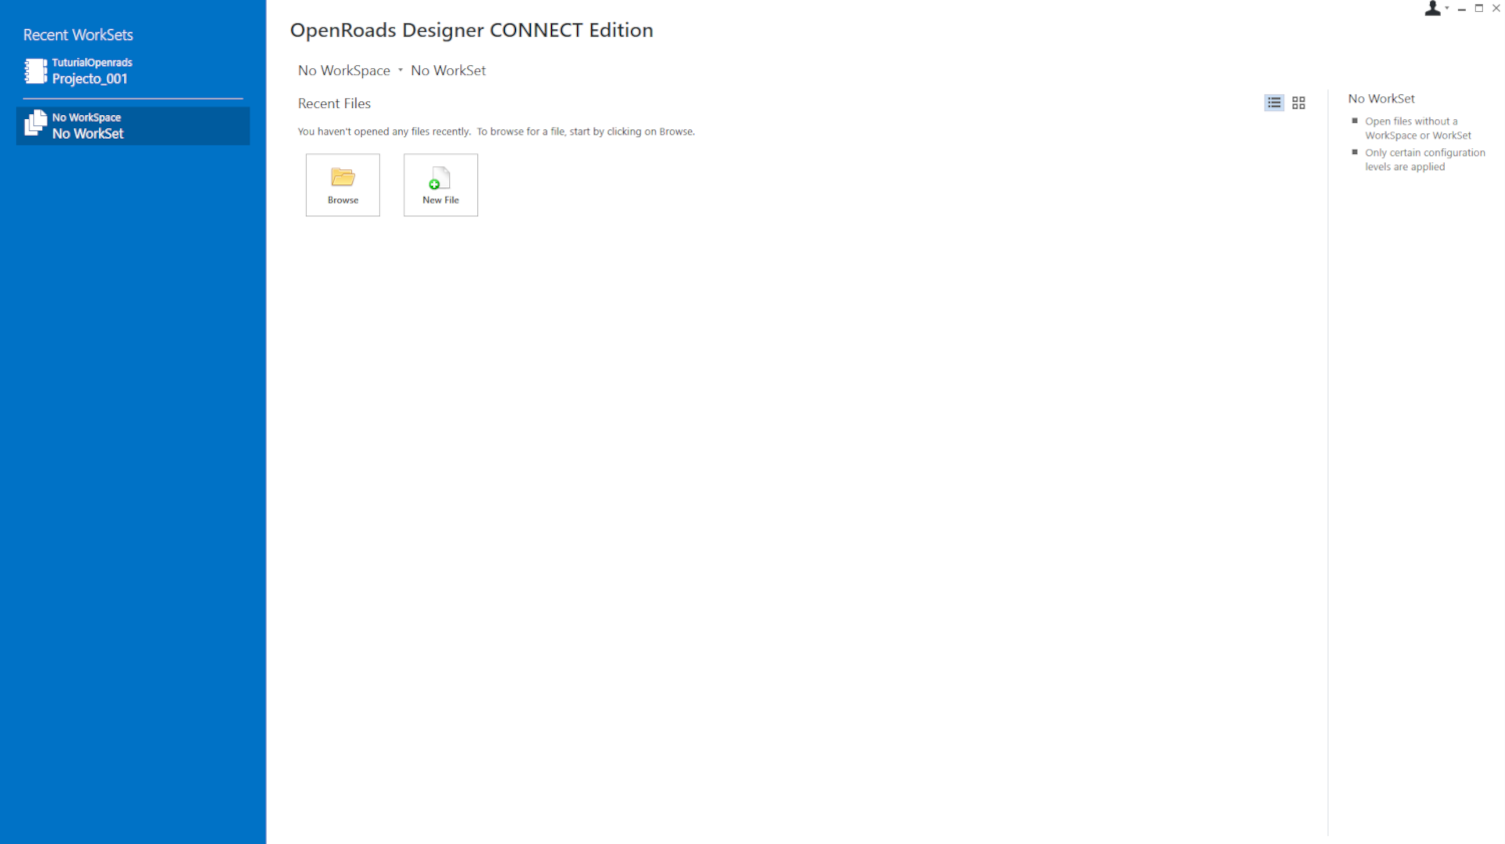 Recent WorkSets
TuturialOpenrads
Projecto_001
No WorkSpace
No WorkSet
OpenRoads Designer CONNECT Edition
No WorkSpace No WorkSet
Recent Files
You haven't opened any files recently. To browse for a file, start by clicking on Browse.
Browse
New File
No WorkSet
Open files without a
WorkSpace or WorkSet
Only certain configuration
levels are applied